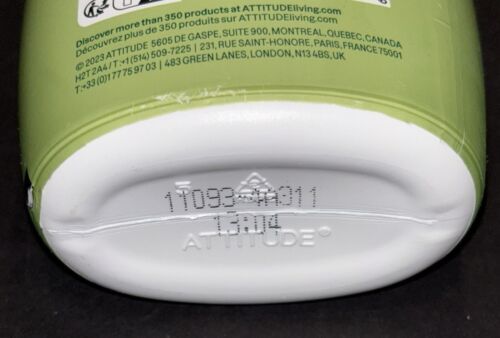 Discover more than 350 products at ATTITUDEliving.com
Découvrez plus de 350 produits sur ATTITUDEliving.com
© 2023 ATTITUDE 5605 DE GASPE, SUITE 900, MONTREAL, QUEBEC, CANADA
H2T 2A4 / T:+1 (514) 509-7225 | 231, RUE SAINT-HONORE, PARIS, FRANCE 75001
T:+33 (0)1 77 75 97 03 | 483 GREEN LANES, LONDON, N13 4BS, UK
1T093-1A311
13:04
ATTITUDE®